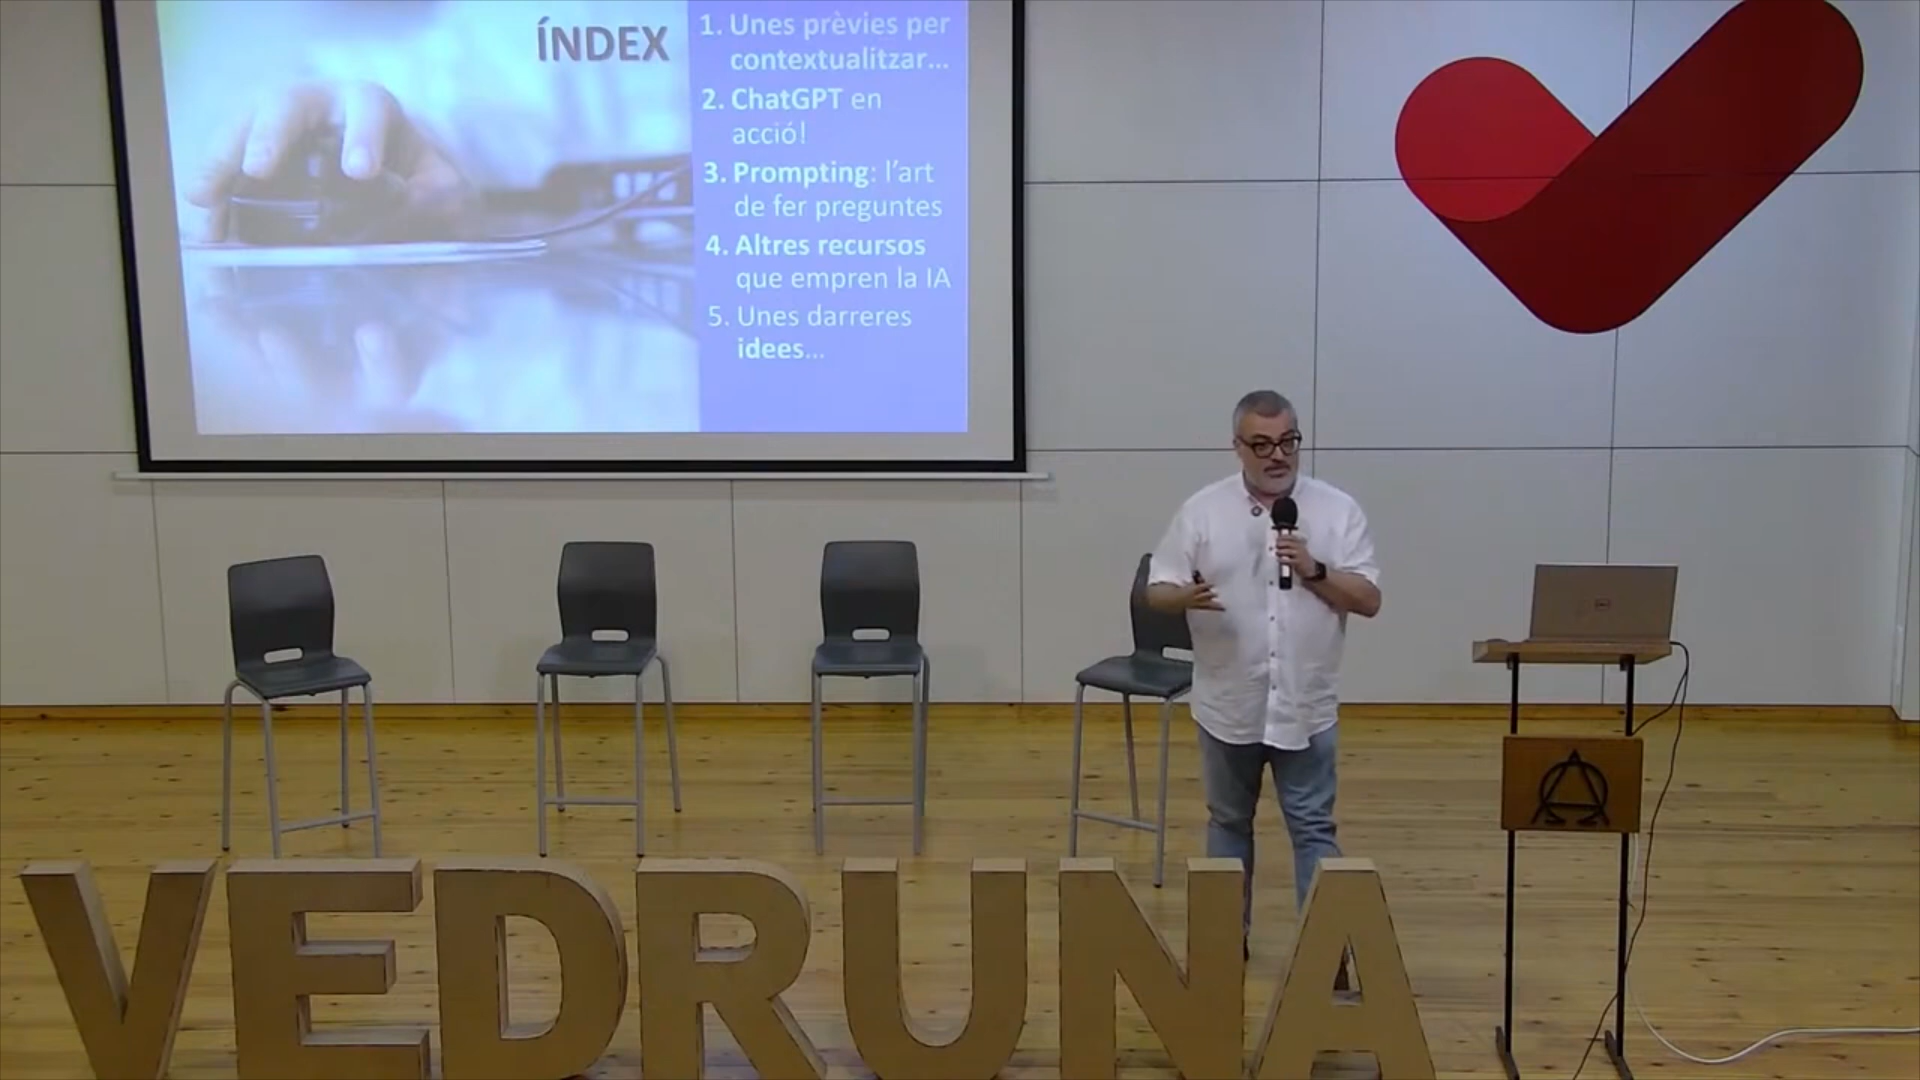 ÍNDEX
1. Unes prèvies per
contextualitzar...
2. ChatGPT en
acció!
3. Prompting: l'art
de fer preguntes
4. Altres recursos
que empren la IA
5. Unes darreres
idees...
DELL
VEDRUNA